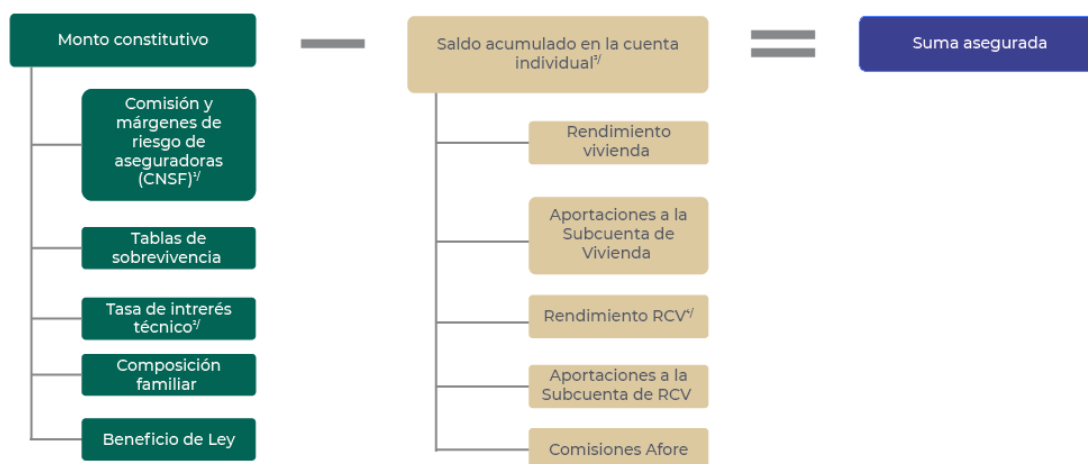 Monto constitutivo
Saldo acumulado en la cuenta
individual³/
Suma asegurada
Comisión y
márgenes de
riesgo de
aseguradoras
(CNSF)¹/
Tablas de
sobrevivencia
Tasa de intrerés
técnico²/
Composición
familiar
Beneficio de Ley
Rendimiento
vivienda
Aportaciones a la
Subcuenta de
Vivienda
Rendimiento RCV⁴/
Aportaciones a la
Subcuenta de RCV
Comisiones Afore